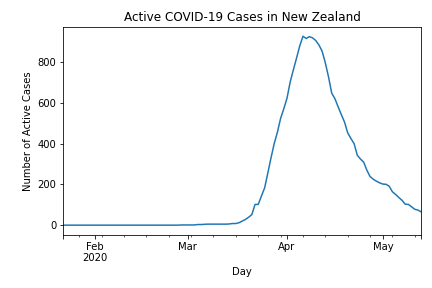 Active COVID-19 Cases in New Zealand
Number of Active Cases
800
600
400
200
0
Feb
2020
Mar
Apr
May
Day